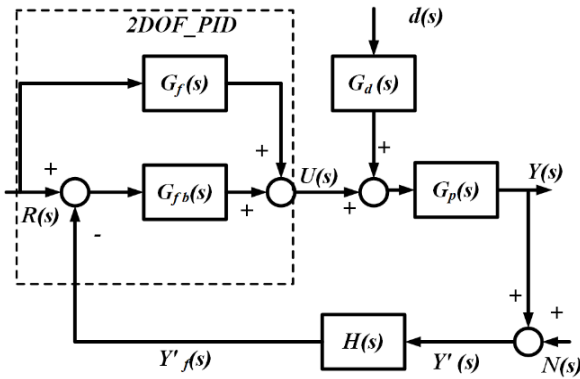 2DOF_PID
d(s)
G_f(s)
G_d(s)
+
+
+
G_fb(s)
+
U(s)
+
G_p(s)
Y(s)
R(s)
-
+
+
H(s)
Y'_f(s)
Y'(s)
N(s)